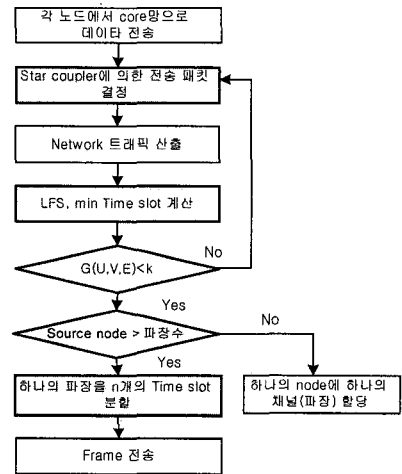 각 노드에서 core망으로
데이타 전송
Star coupler에 의한 전송 패킷
결정
Network 트래픽 산출
LFS, min Time slot 계산
No
G(U,V,E)<k
Yes
No
Source node > 파장수
Yes
하나의 파장을 n개의 Time slot
분할
하나의 node에 하나의
채널(파장) 할당
Frame 전송